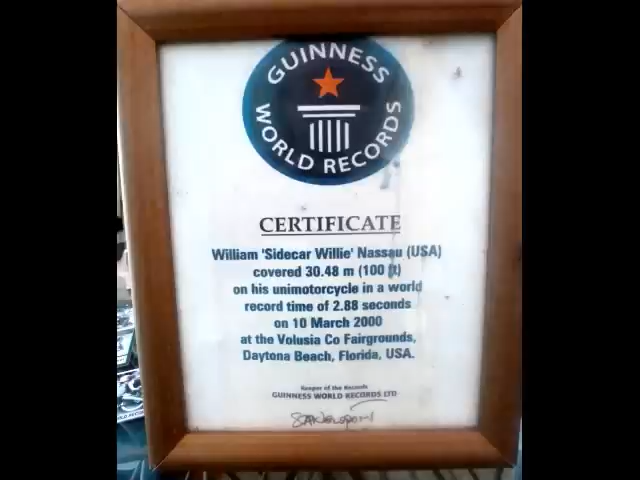 GUINNESS
WORLD RECORDS
CERTIFICATE
William 'Sidecar Willie' Nassau (USA)
covered 30.48 m (100 ft)
on his unimotorcycle in a world
record time of 2.88 seconds
on 10 March 2000
at the Volusia Co Fairgrounds,
Daytona Beach, Florida, USA.
Keeper of the Records
GUINNESS WORLD RECORDS LTD